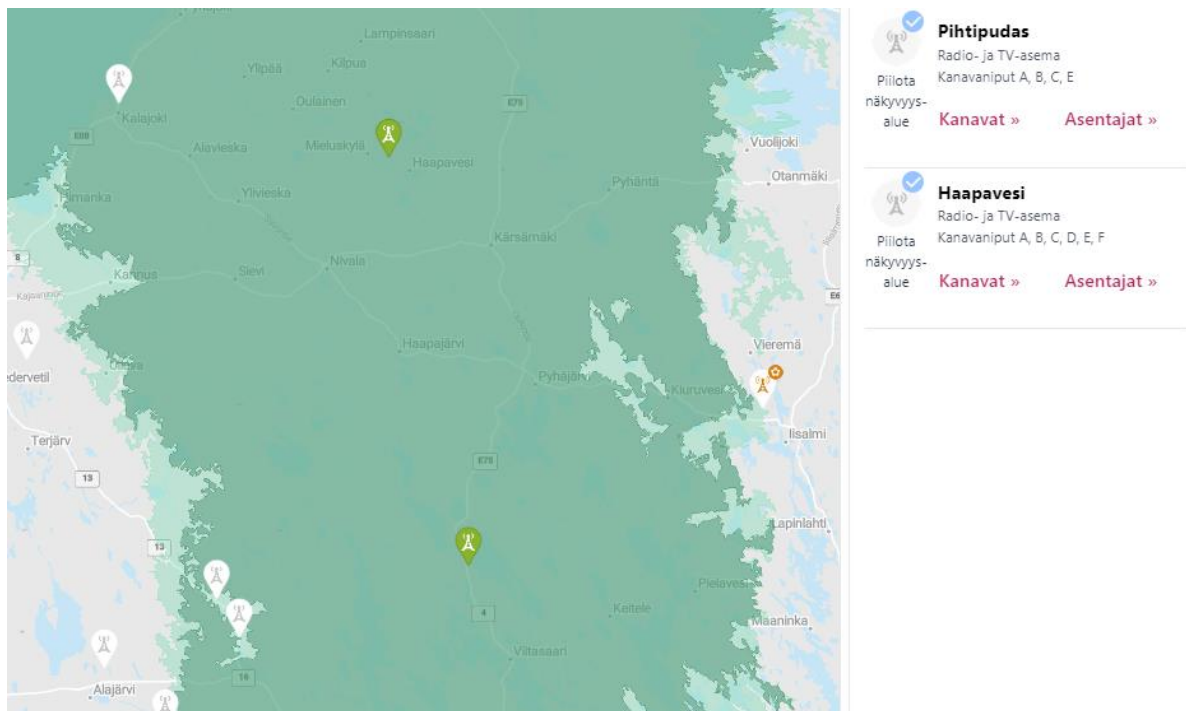 Lampinsaari
Ylipää
Kilpua
Oulainen
E75
Kalajoki
Alavieska
Mieluskylä
Haapavesi
Vuolijoki
Otanmäki
Himanka
Ylivieska
Pyhäntä
Kärsämäki
8
Kannus
Sievi
Nivala
E6
Haapajärvi
Vieremä
Pyhäjärvi
Kiuruvesi
dervetil
Iisalmi
Terjärv
E75
13
13
Lapinlahti
Pielavesi
4
Keitele
Maaninka
Viitasaari
16
Alajärvi
Pihtipudas
Radio- ja TV-asema
Kanavaniput A, B, C, E
Piilota
näkyvyys-
alue
Kanavat »
Asentajat »
Haapavesi
Radio- ja TV-asema
Kanavaniput A, B, C, D, E, F
Piilota
näkyvyys-
alue
Kanavat »
Asentajat »